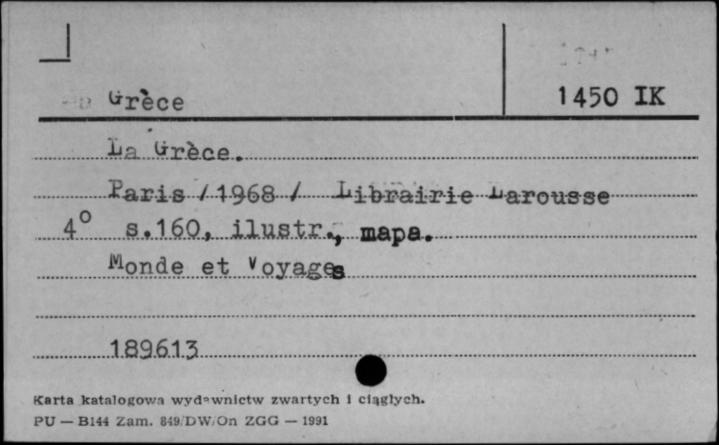 Grèce
1450 IK
La Grèce.
Paris /1968/ Librairie Larousse
4° s.160, ilustr., mapa.
Monde et Voyages
189613
Karta katalogowa wydawnictw zwartych i ciągłych.
PU — B144 Zam. 849/DW/On ZGG — 1991